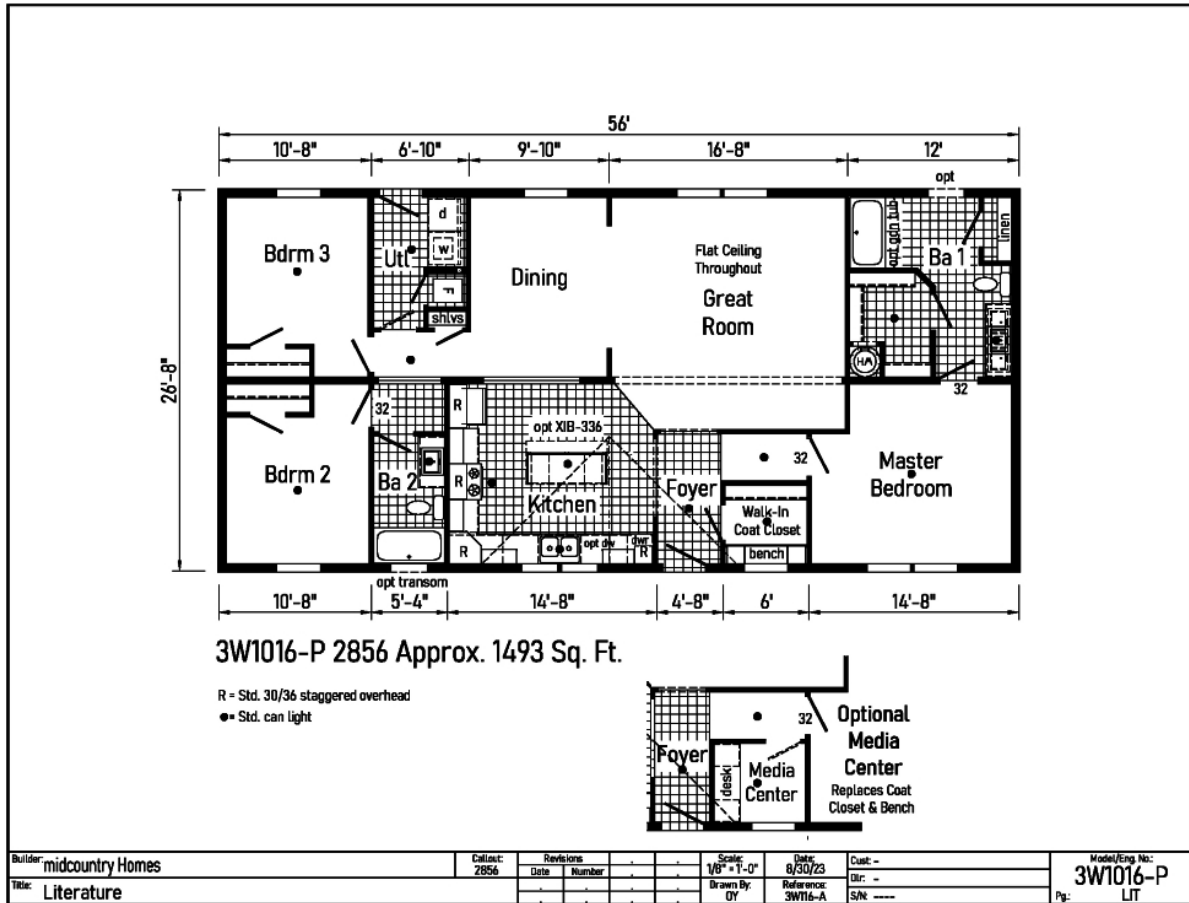 56'
10'-8" 6'-10" 9'-10" 16'-8" 12'
opt
26'-8"
Bdrm 3
Utl
d
w
F
shlvs
Dining
Flat Ceiling
Throughout
Great
Room
opt gdn tub
Ba 1
linen
HW
32
Bdrm 2
32
Ba 2
R
opt XIB-336
R
Kitchen
R
opt dw
dwr
R
Foyer
32
Walk-In
Coat Closet
bench
Master
Bedroom
opt transom
10'-8" 5'-4" 14'-8" 4'-8" 6' 14'-8"
3W1016-P 2856 Approx. 1493 Sq. Ft.
R = Std. 30/36 staggered overhead
●= Std. can light
32
Foyer
desk
Media
Center
Optional
Media
Center
Replaces Coat
Closet & Bench
Builder: midcountry Homes
Title: Literature
Callout:
2856
Revisions
Date Number
Scale:
1/8" = 1'-0"
Drawn By:
OY
Date:
8/30/23
Reference:
3W116-A
Cust: -
Dlr: -
S/N: ----
Model/Eng. No.:
3W1016-P
Pg.: LIT